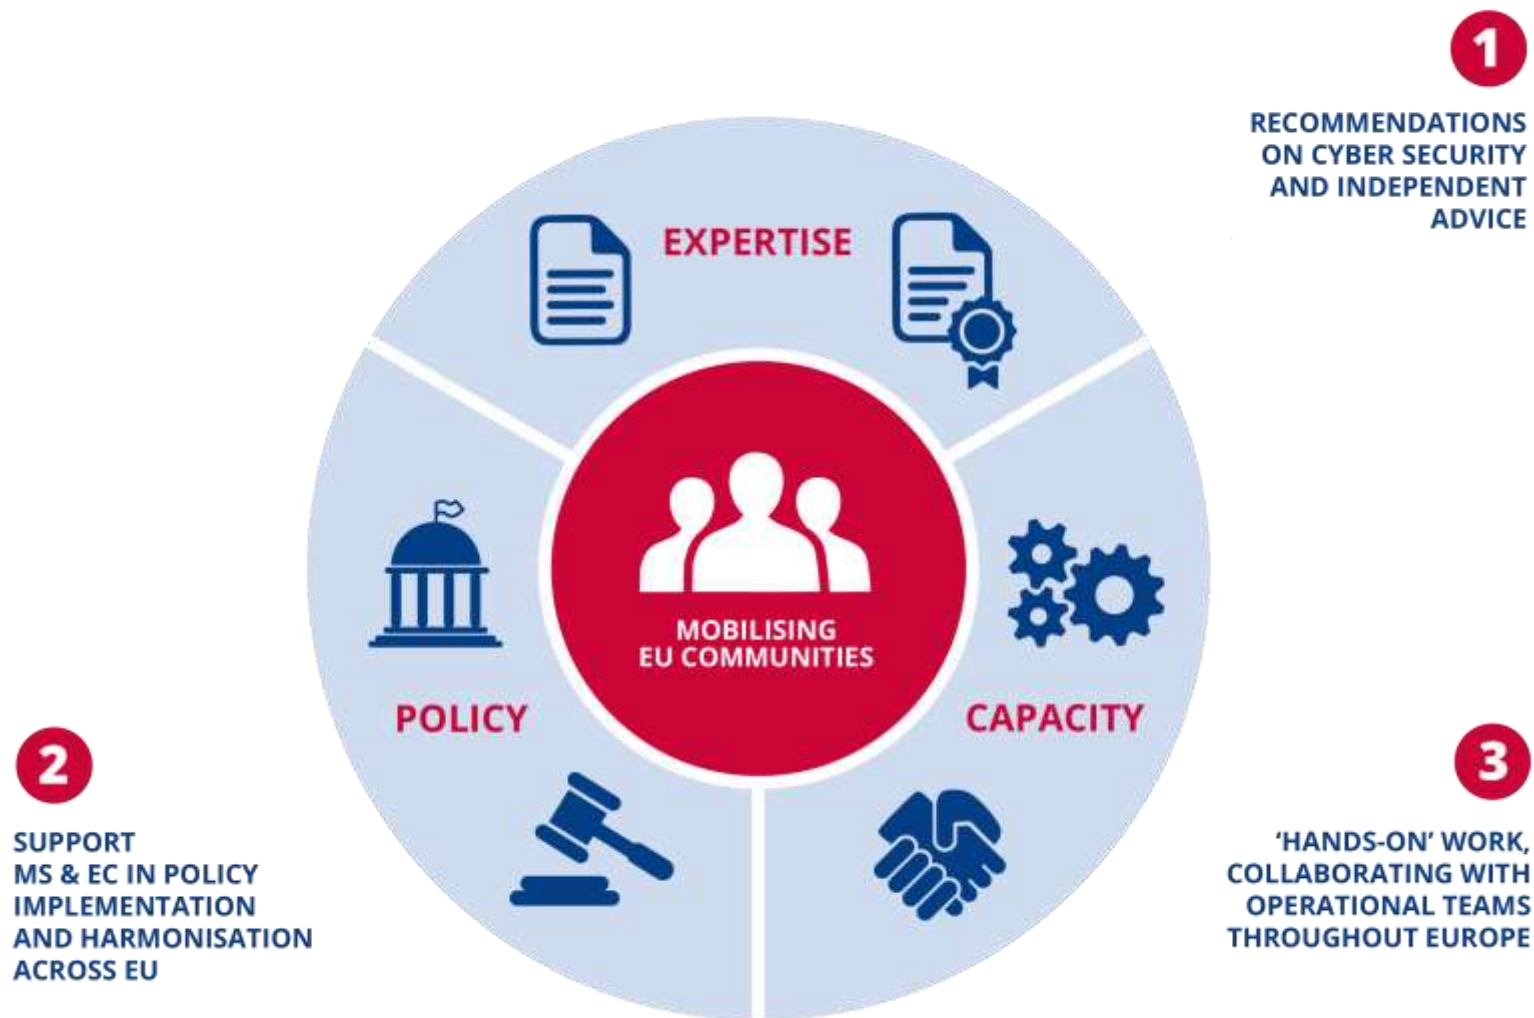 1
RECOMMENDATIONS
ON CYBER SECURITY
AND INDEPENDENT
ADVICE
EXPERTISE
MOBILISING
EU COMMUNITIES
POLICY
CAPACITY
2
SUPPORT
MS & EC IN POLICY
IMPLEMENTATION
AND HARMONISATION
ACROSS EU
3
‘HANDS-ON’ WORK,
COLLABORATING WITH
OPERATIONAL TEAMS
THROUGHOUT EUROPE